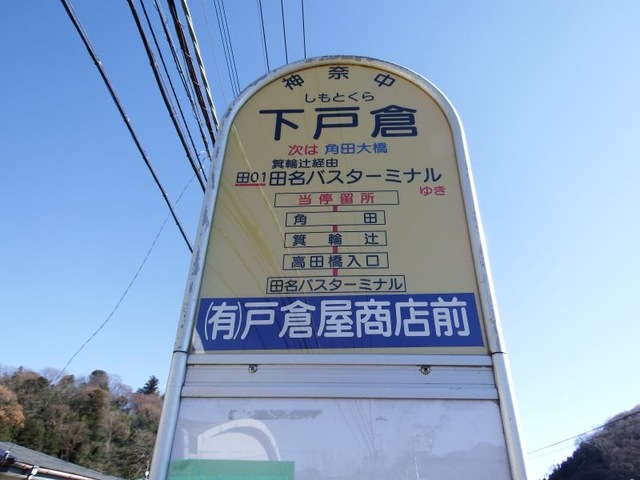 神奈中
しもとくら
下戸倉
次は 角田大橋
箕輪辻経由
田01田名バスターミナル
ゆき
当停留所
角田
箕輪辻
高田橋入口
田名バスターミナル
㈲戸倉屋商店前